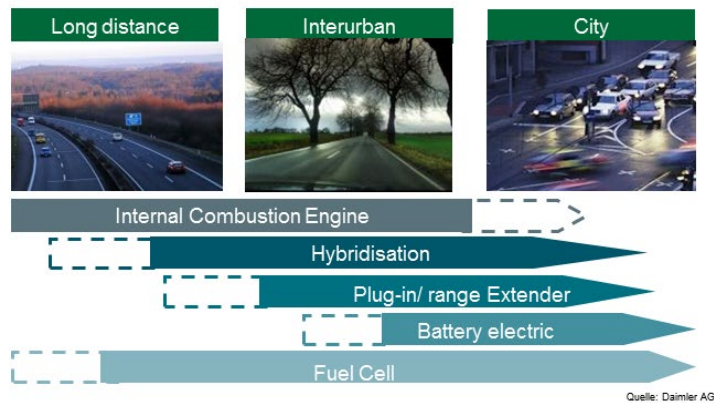 Long distance
Interurban
City
Internal Combustion Engine
Hybridisation
Plug-in/ range Extender
Battery electric
Fuel Cell
Quelle: Daimler AG